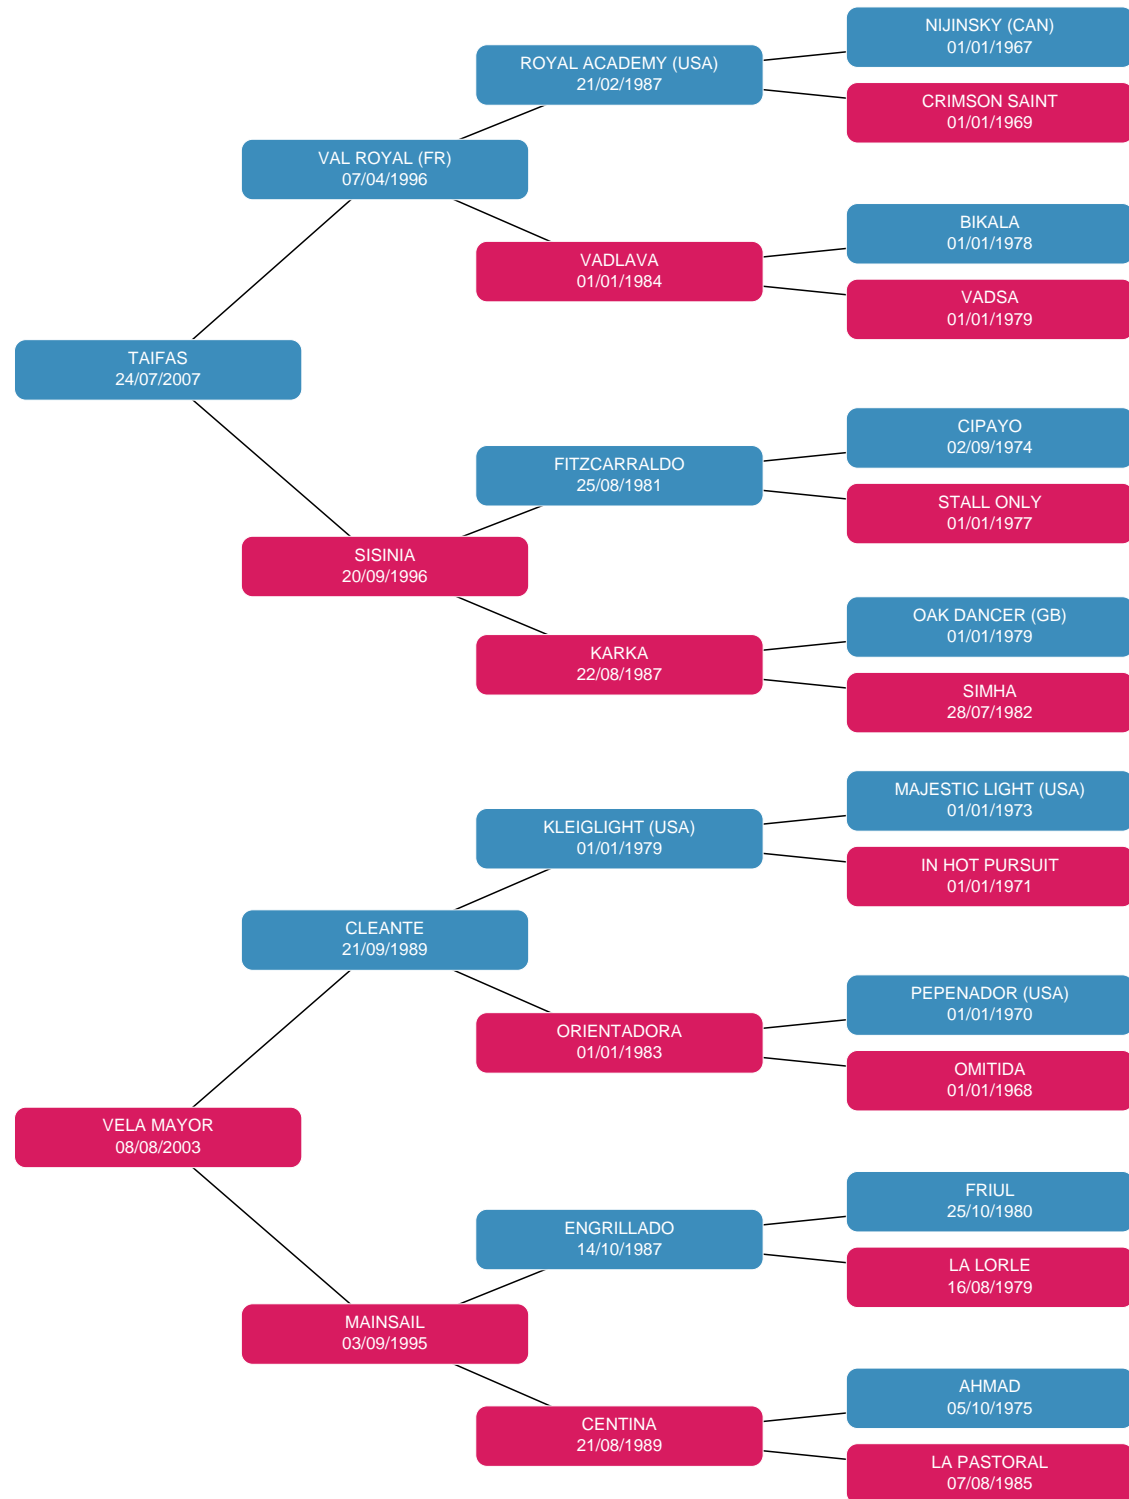 NIJINSKY (CAN)
01/01/1967
ROYAL ACADEMY (USA)
21/02/1987
CRIMSON SAINT
01/01/1969
VAL ROYAL (FR)
07/04/1996
BIKALA
01/01/1978
VADLAVA
01/01/1984
VADSA
01/01/1979
TAIFAS
24/07/2007
CIPAYO
02/09/1974
FITZCARRALDO
25/08/1981
STALL ONLY
01/01/1977
SISINIA
20/09/1996
OAK DANCER (GB)
01/01/1979
KARKA
22/08/1987
SIMHA
28/07/1982
MAJESTIC LIGHT (USA)
01/01/1973
KLEIGLIGHT (USA)
01/01/1979
IN HOT PURSUIT
01/01/1971
CLEANTE
21/09/1989
PEPENADOR (USA)
01/01/1970
ORIENTADORA
01/01/1983
OMITIDA
01/01/1968
VELA MAYOR
08/08/2003
FRIUL
25/10/1980
ENGRILLADO
14/10/1987
LA LORLE
16/08/1979
MAINSAIL
03/09/1995
AHMAD
05/10/1975
CENTINA
21/08/1989
LA PASTORAL
07/08/1985